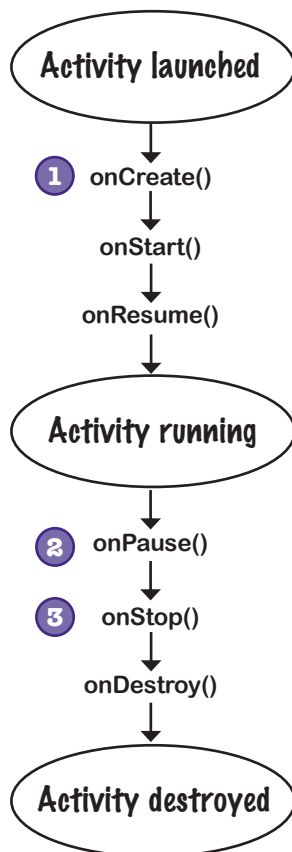 Activity launched
1 onCreate()
onStart()
onResume()
Activity running
2 onPause()
3 onStop()
onDestroy()
Activity destroyed